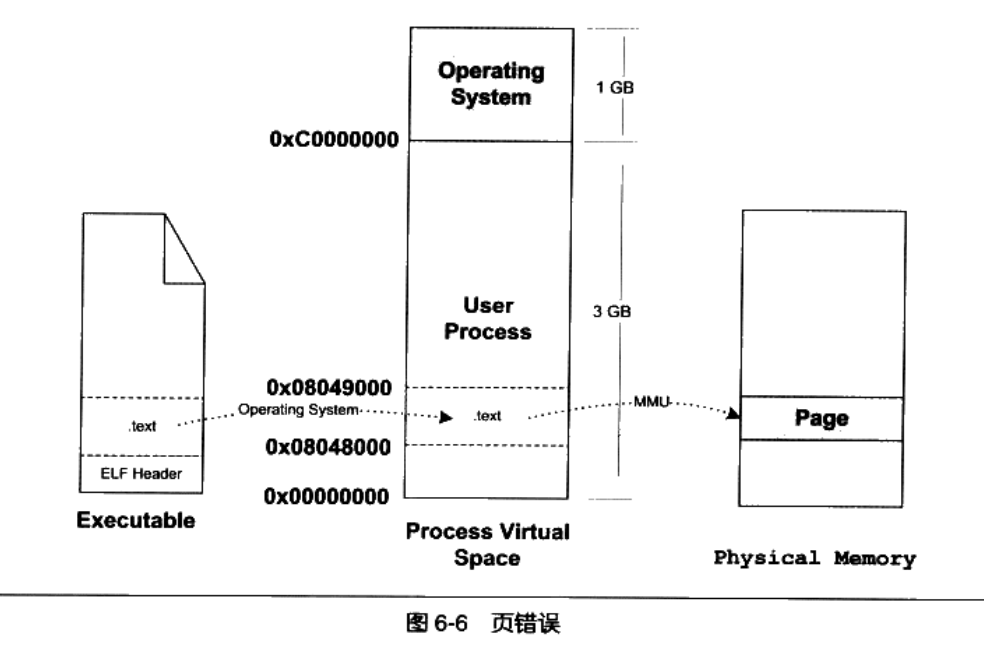 Operating
System
1 GB
0xC0000000
User
Process
3 GB
0x08049000
Operating System
.text
.text
MMU
Page
0x08048000
ELF Header
0x00000000
Executable
Process Virtual
Space
Physical Memory
图 6-6 页错误